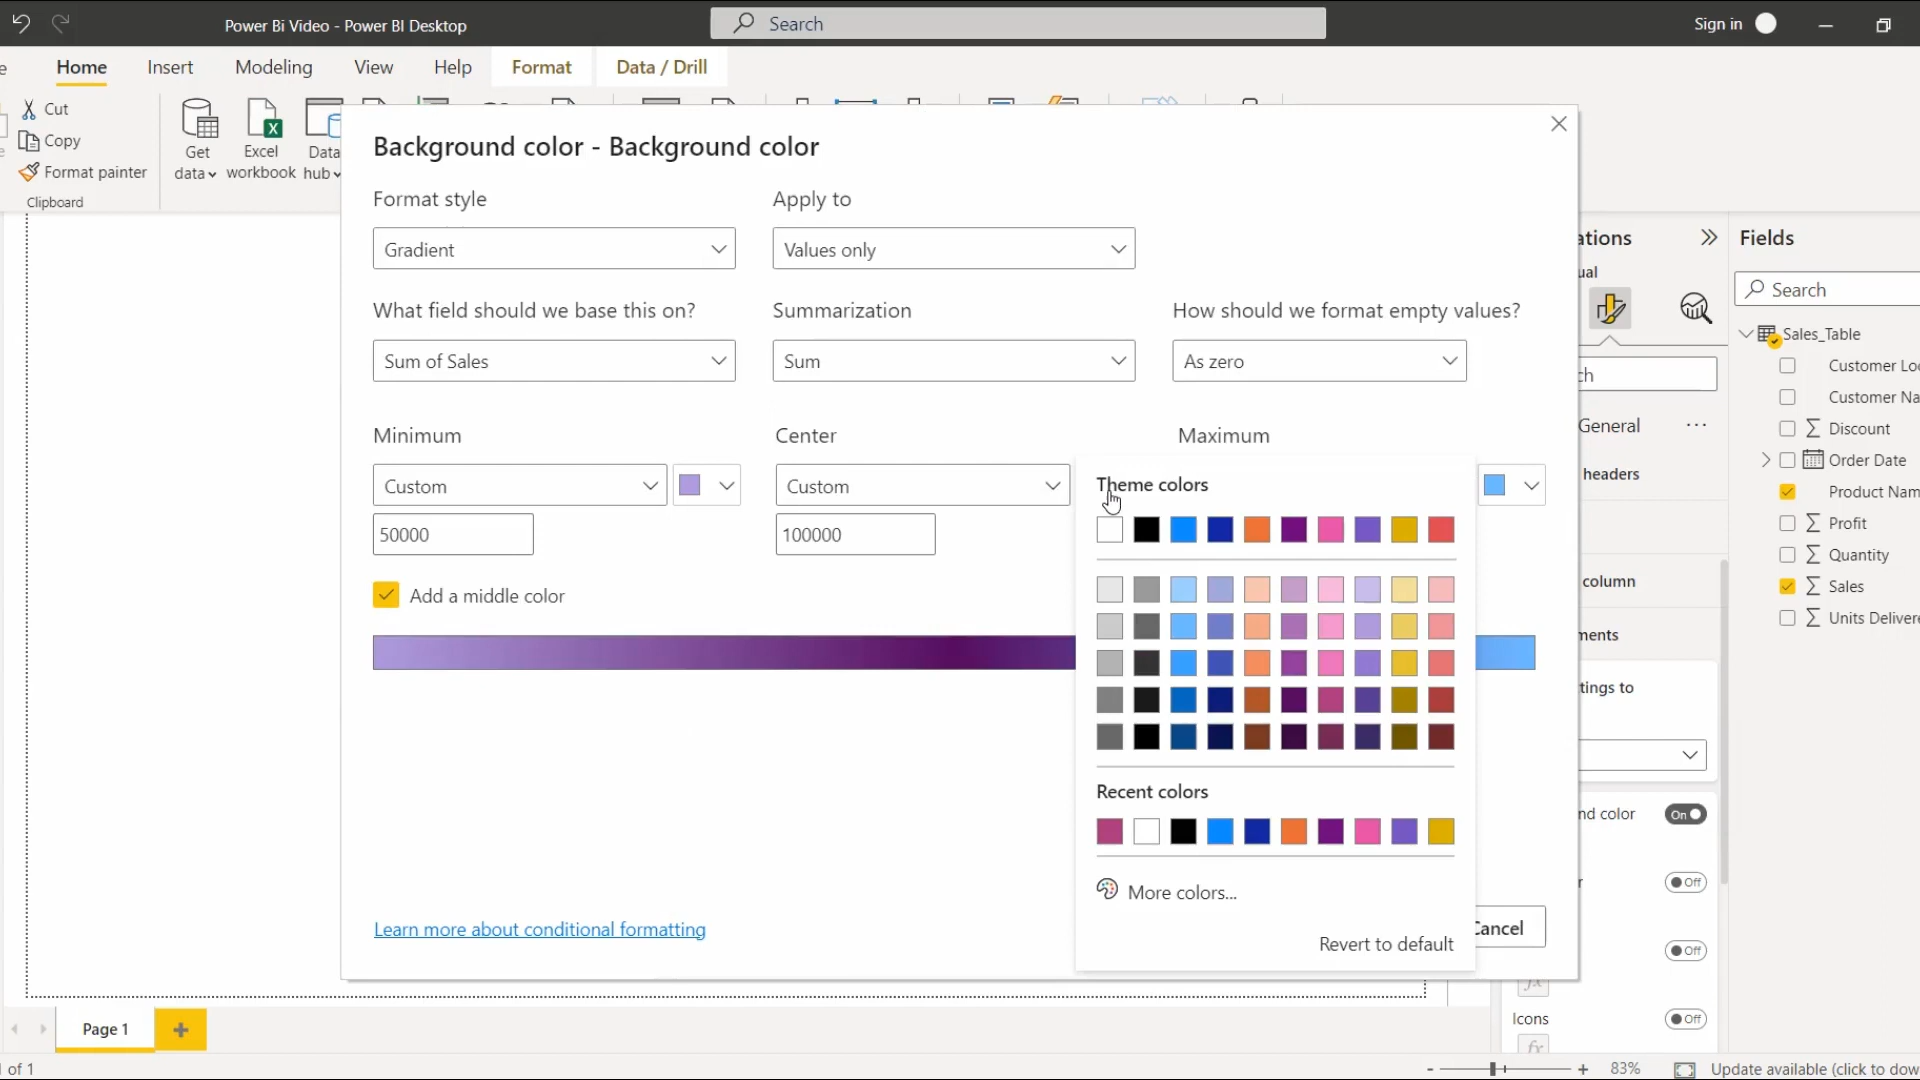 Power Bi Video - Power BI Desktop
Search
Sign in
Home Insert Modeling View Help Format Data / Drill
Cut
Copy
Format painter
Clipboard
Get data
Excel workbook
Data hub
Background color - Background color
Format style
Apply to
Gradient
Values only
What field should we base this on?
Summarization
How should we format empty values?
Sum of Sales
Sum
As zero
Minimum
Center
Maximum
Custom
Custom
50000
100000
Add a middle color
Theme colors
Recent colors
More colors...
Revert to default
Learn more about conditional formatting
Cancel
ations
ual
ch
General
headers
column
ments
tings to
nd color
On
r
Off
Off
Icons
Off
fx
fx
Fields
Search
Sales_Table
Customer Loc
Customer Na
Discount
Order Date
Product Nam
Profit
Quantity
Sales
Units Delivere
Page 1
of 1
- + 83%
Update available (click to dow